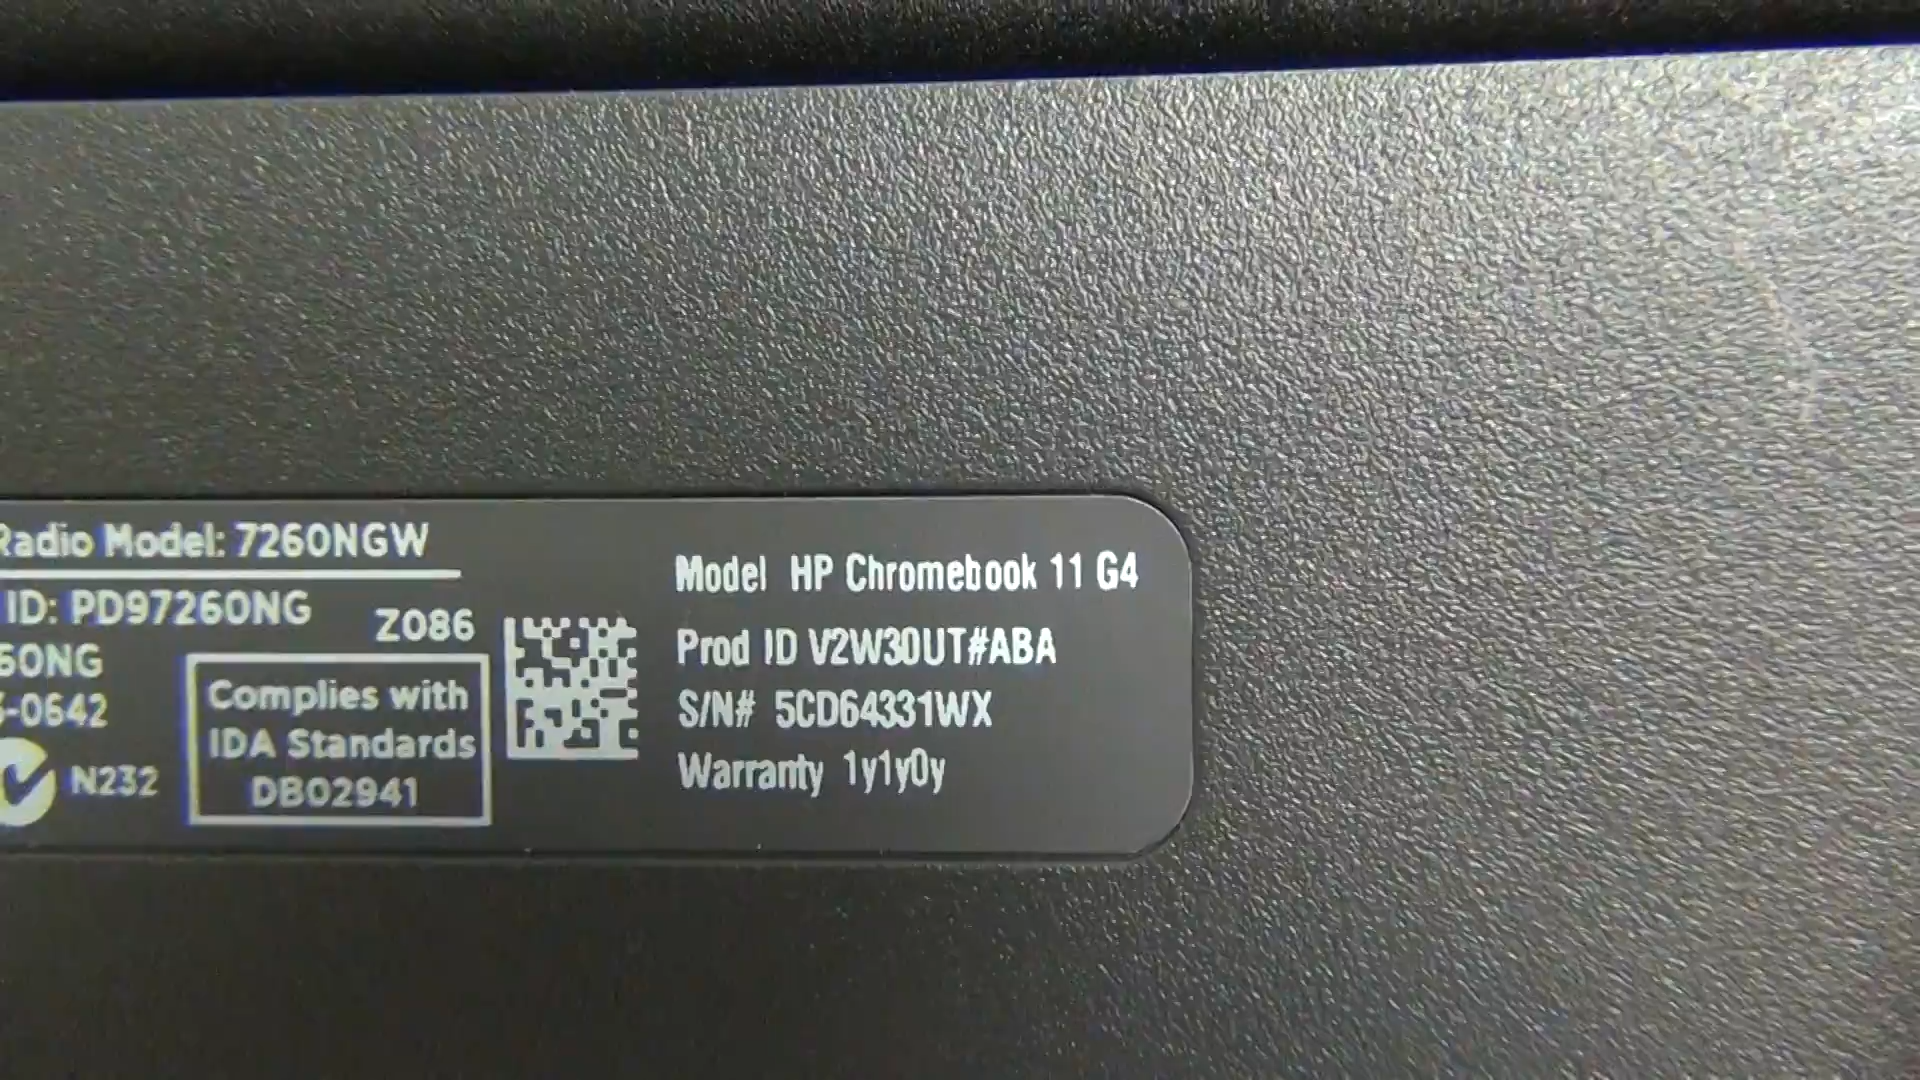 Radio Model: 7260NGW
ID: PD97260NG
Z086
60NG
-0642
N232
Complies with
IDA Standards
DB02941
Model HP Chromebook 11 G4
Prod ID V2W30UT#ABA
S/N# 5CD64331WX
Warranty 1y1y0y